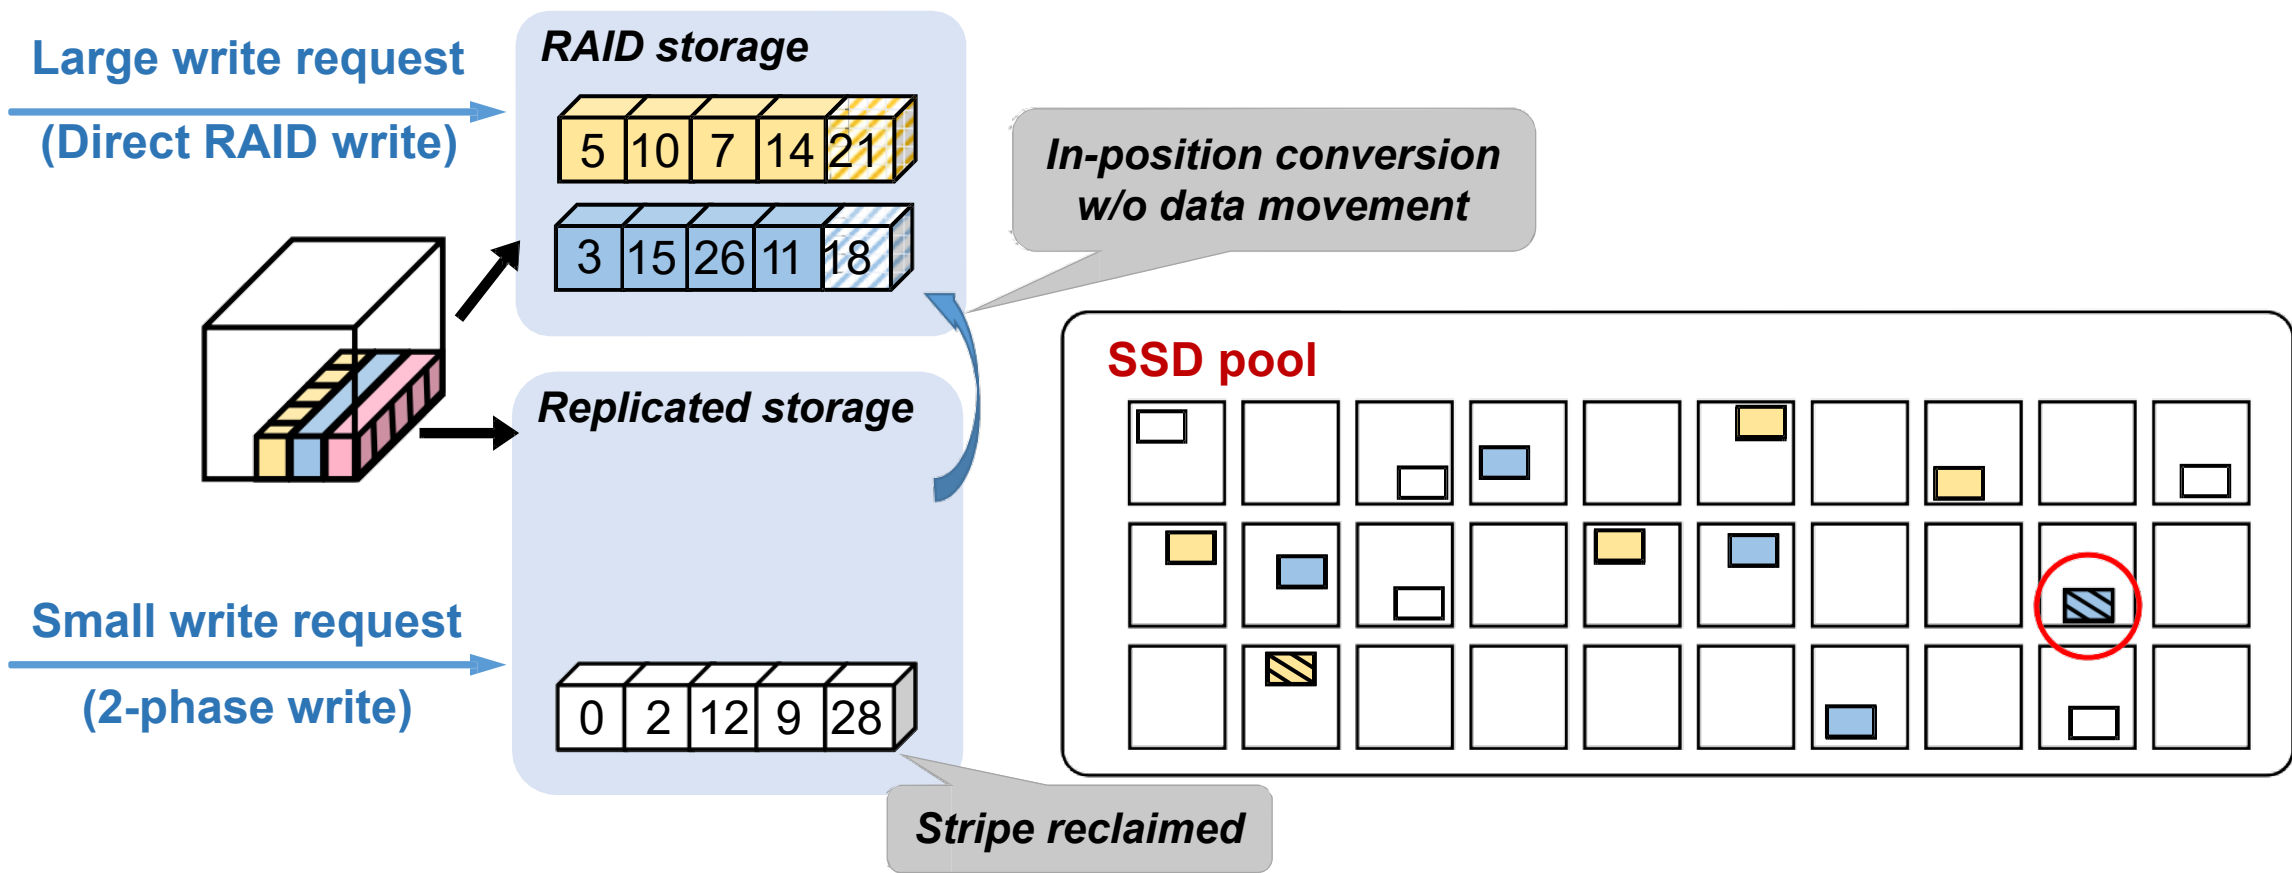 Large write request
(Direct RAID write)
RAID storage
5 10 7 14 21
3 15 26 11 18
In-position conversion
w/o data movement
SSD pool
Replicated storage
Small write request
(2-phase write)
0 2 12 9 28
Stripe reclaimed